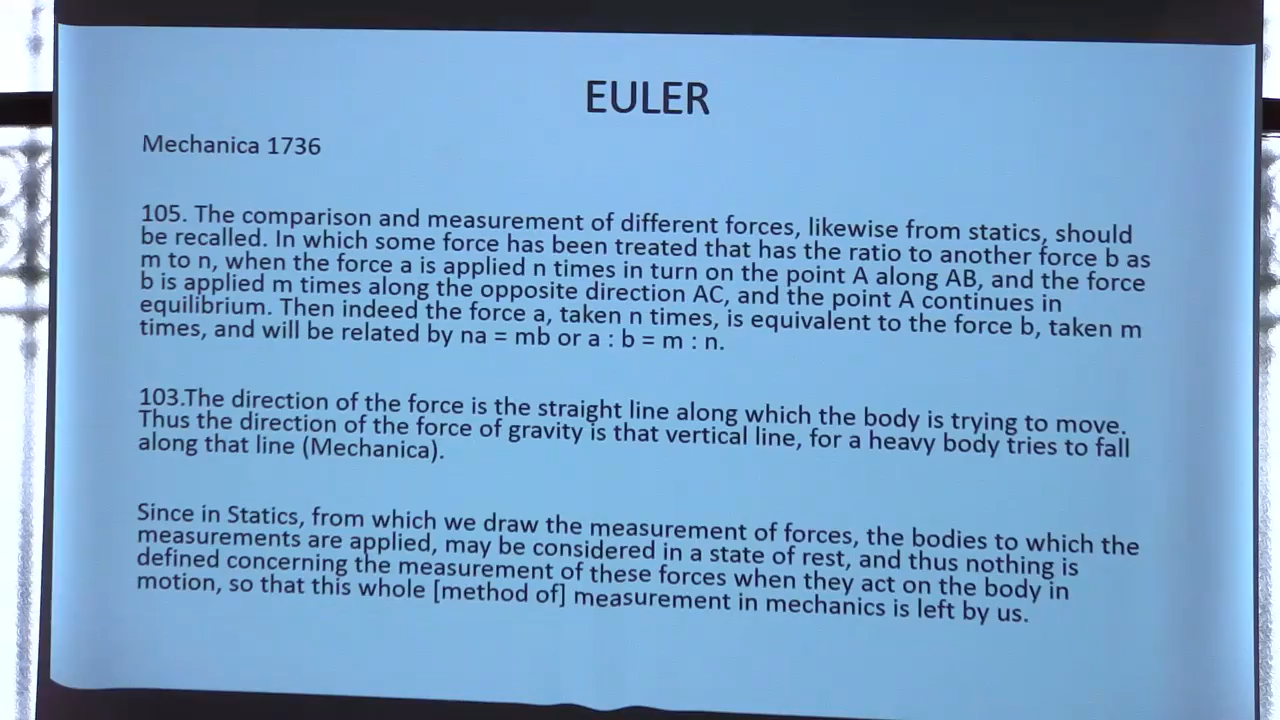 EULER
Mechanica 1736
105. The comparison and measurement of different forces, likewise from statics, should
be recalled. In which some force has been treated that has the ratio to another force b as
m to n, when the force a is applied n times in turn on the point A along AB, and the force
b is applied m times along the opposite direction AC, and the point A continues in
equilibrium. Then indeed the force a, taken n times, is equivalent to the force b, taken m
times, and will be related by na = mb or a : b = m : n.
103.The direction of the force is the straight line along which the body is trying to move.
Thus the direction of the force of gravity is that vertical line, for a heavy body tries to fall
along that line (Mechanica).
Since in Statics, from which we draw the measurement of forces, the bodies to which the
measurements are applied, may be considered in a state of rest, and thus nothing is
defined concerning the measurement of these forces when they act on the body in
motion, so that this whole [method of] measurement in mechanics is left by us.